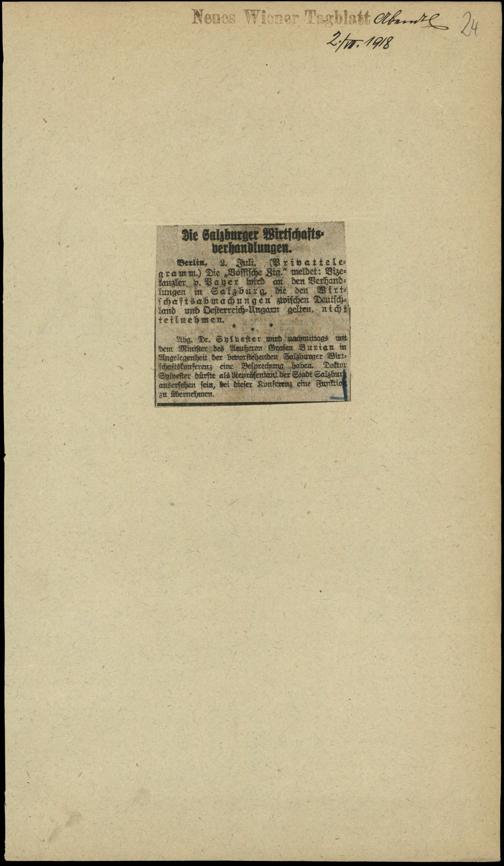 Neues Wiener Tagblatt Abendbl
24
2./VII. 1918
Die Salzburger Wirtschafts-
verhandlungen.
Berlin, 2. Juli. (Privattele-
gramm.) Die „Vossische Ztg.“ meldet: Vize-
kanzler v. Payer wird an den Verhand-
lungen in Salzburg, die den Wirt-
schaftsabmachungen zwischen Deutsch-
land und Oesterreich-Ungarn gelten, nicht
teilnehmen.
* * *
Abg. Dr. Sylvester wird nachmittags mit
dem Minister des Aeußeren Grafen Burian in
Angelegenheit der bevorstehenden Salzburger Wirt-
schaftskonferenz eine Besprechung haben. Doktor
Sylvester dürfte als Repräsentant der Stadt Salzburg
ausersehen sein, bei dieser Konferenz eine Funktion
zu übernehmen.